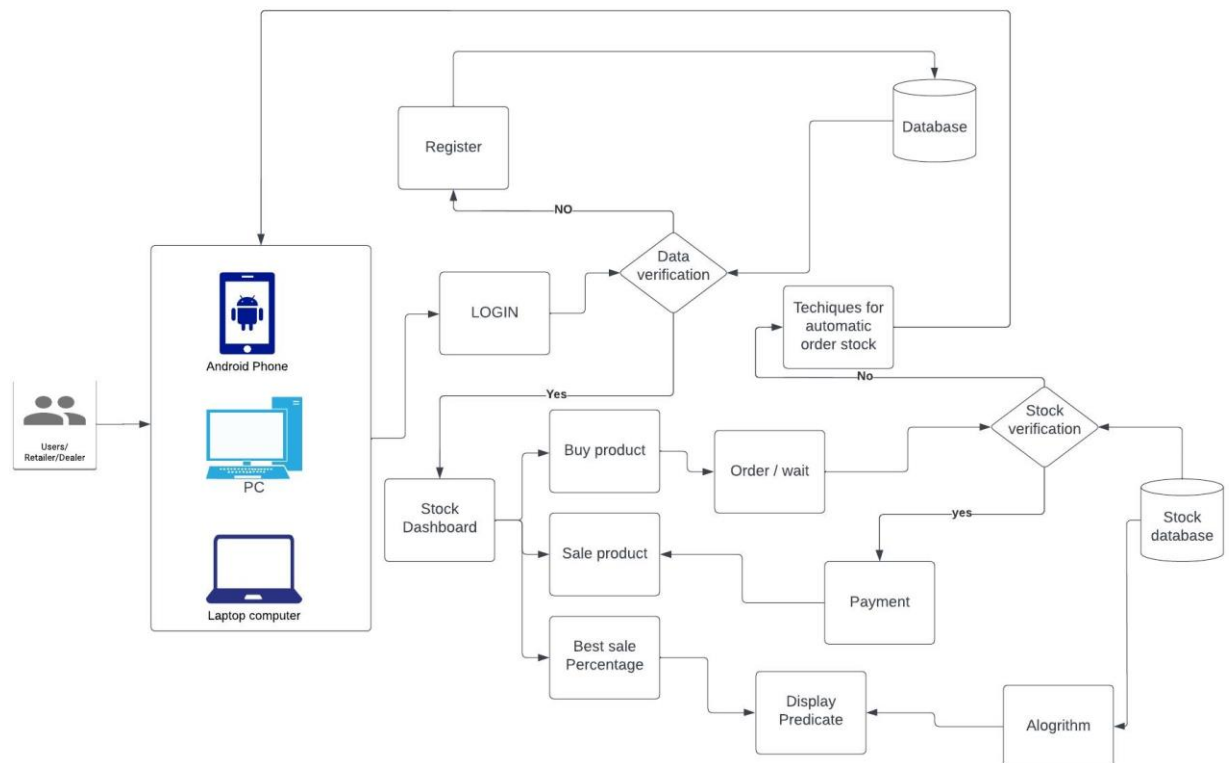 Database
Register
NO
Data
verification
LOGIN
Techiques for
automatic
order stock
Android Phone
No
Yes
Stock
verification
Users/
Retailer/Dealer
Buy product
Order / wait
PC
Stock
Dashboard
yes
Stock
database
Sale product
Payment
Laptop computer
Best sale
Percentage
Display
Predicate
Alogrithm